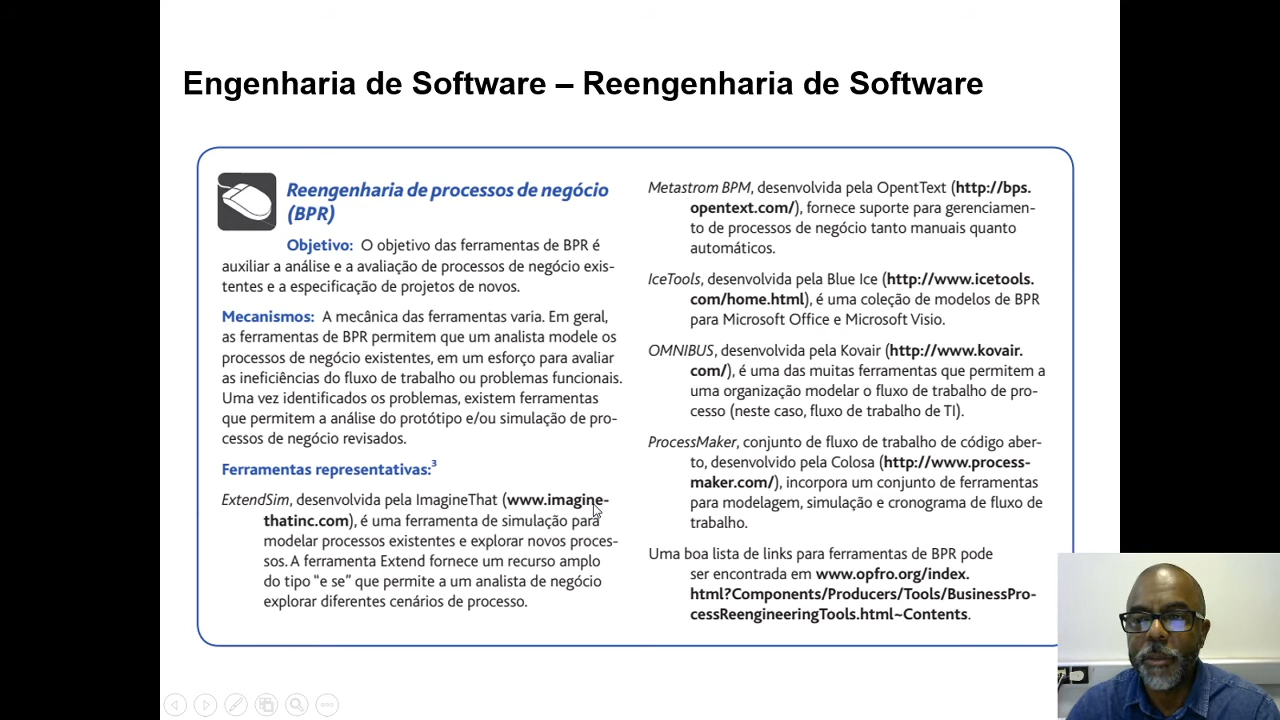 Engenharia de Software – Reengenharia de Software
Reengenharia de processos de negócio
(BPR)
Objetivo: O objetivo das ferramentas de BPR é
auxiliar a análise e a avaliação de processos de negócio exis-
tentes e a especificação de projetos de novos.
Mecanismos: A mecânica das ferramentas varia. Em geral,
as ferramentas de BPR permitem que um analista modele os
processos de negócio existentes, em um esforço para avaliar
as ineficiências do fluxo de trabalho ou problemas funcionais.
Uma vez identificados os problemas, existem ferramentas
que permitem a análise do protótipo e/ou simulação de pro-
cessos de negócio revisados.
Ferramentas representativas:3
ExtendSim, desenvolvida pela ImagineThat (www.imagine-
thatinc.com), é uma ferramenta de simulação para
modelar processos existentes e explorar novos proces-
sos. A ferramenta Extend fornece um recurso amplo
do tipo “e se” que permite a um analista de negócio
explorar diferentes cenários de processo.
Metastrom BPM, desenvolvida pela OpentText (http://bps.
opentext.com/), fornece suporte para gerenciamen-
to de processos de negócio tanto manuais quanto
automáticos.
IceTools, desenvolvida pela Blue Ice (http://www.icetools.
com/home.html), é uma coleção de modelos de BPR
para Microsoft Office e Microsoft Visio.
OMNIBUS, desenvolvida pela Kovair (http://www.kovair.
com/), é uma das muitas ferramentas que permitem a
uma organização modelar o fluxo de trabalho de pro-
cesso (neste caso, fluxo de trabalho de TI).
ProcessMaker, conjunto de fluxo de trabalho de código aber-
to, desenvolvido pela Colosa (http://www.process-
maker.com/), incorpora um conjunto de ferramentas
para modelagem, simulação e cronograma de fluxo de
trabalho.
Uma boa lista de links para ferramentas de BPR pode
ser encontrada em www.opfro.org/index.
html?Components/Producers/Tools/BusinessPro-
cessReengineeringTools.html~Contents.